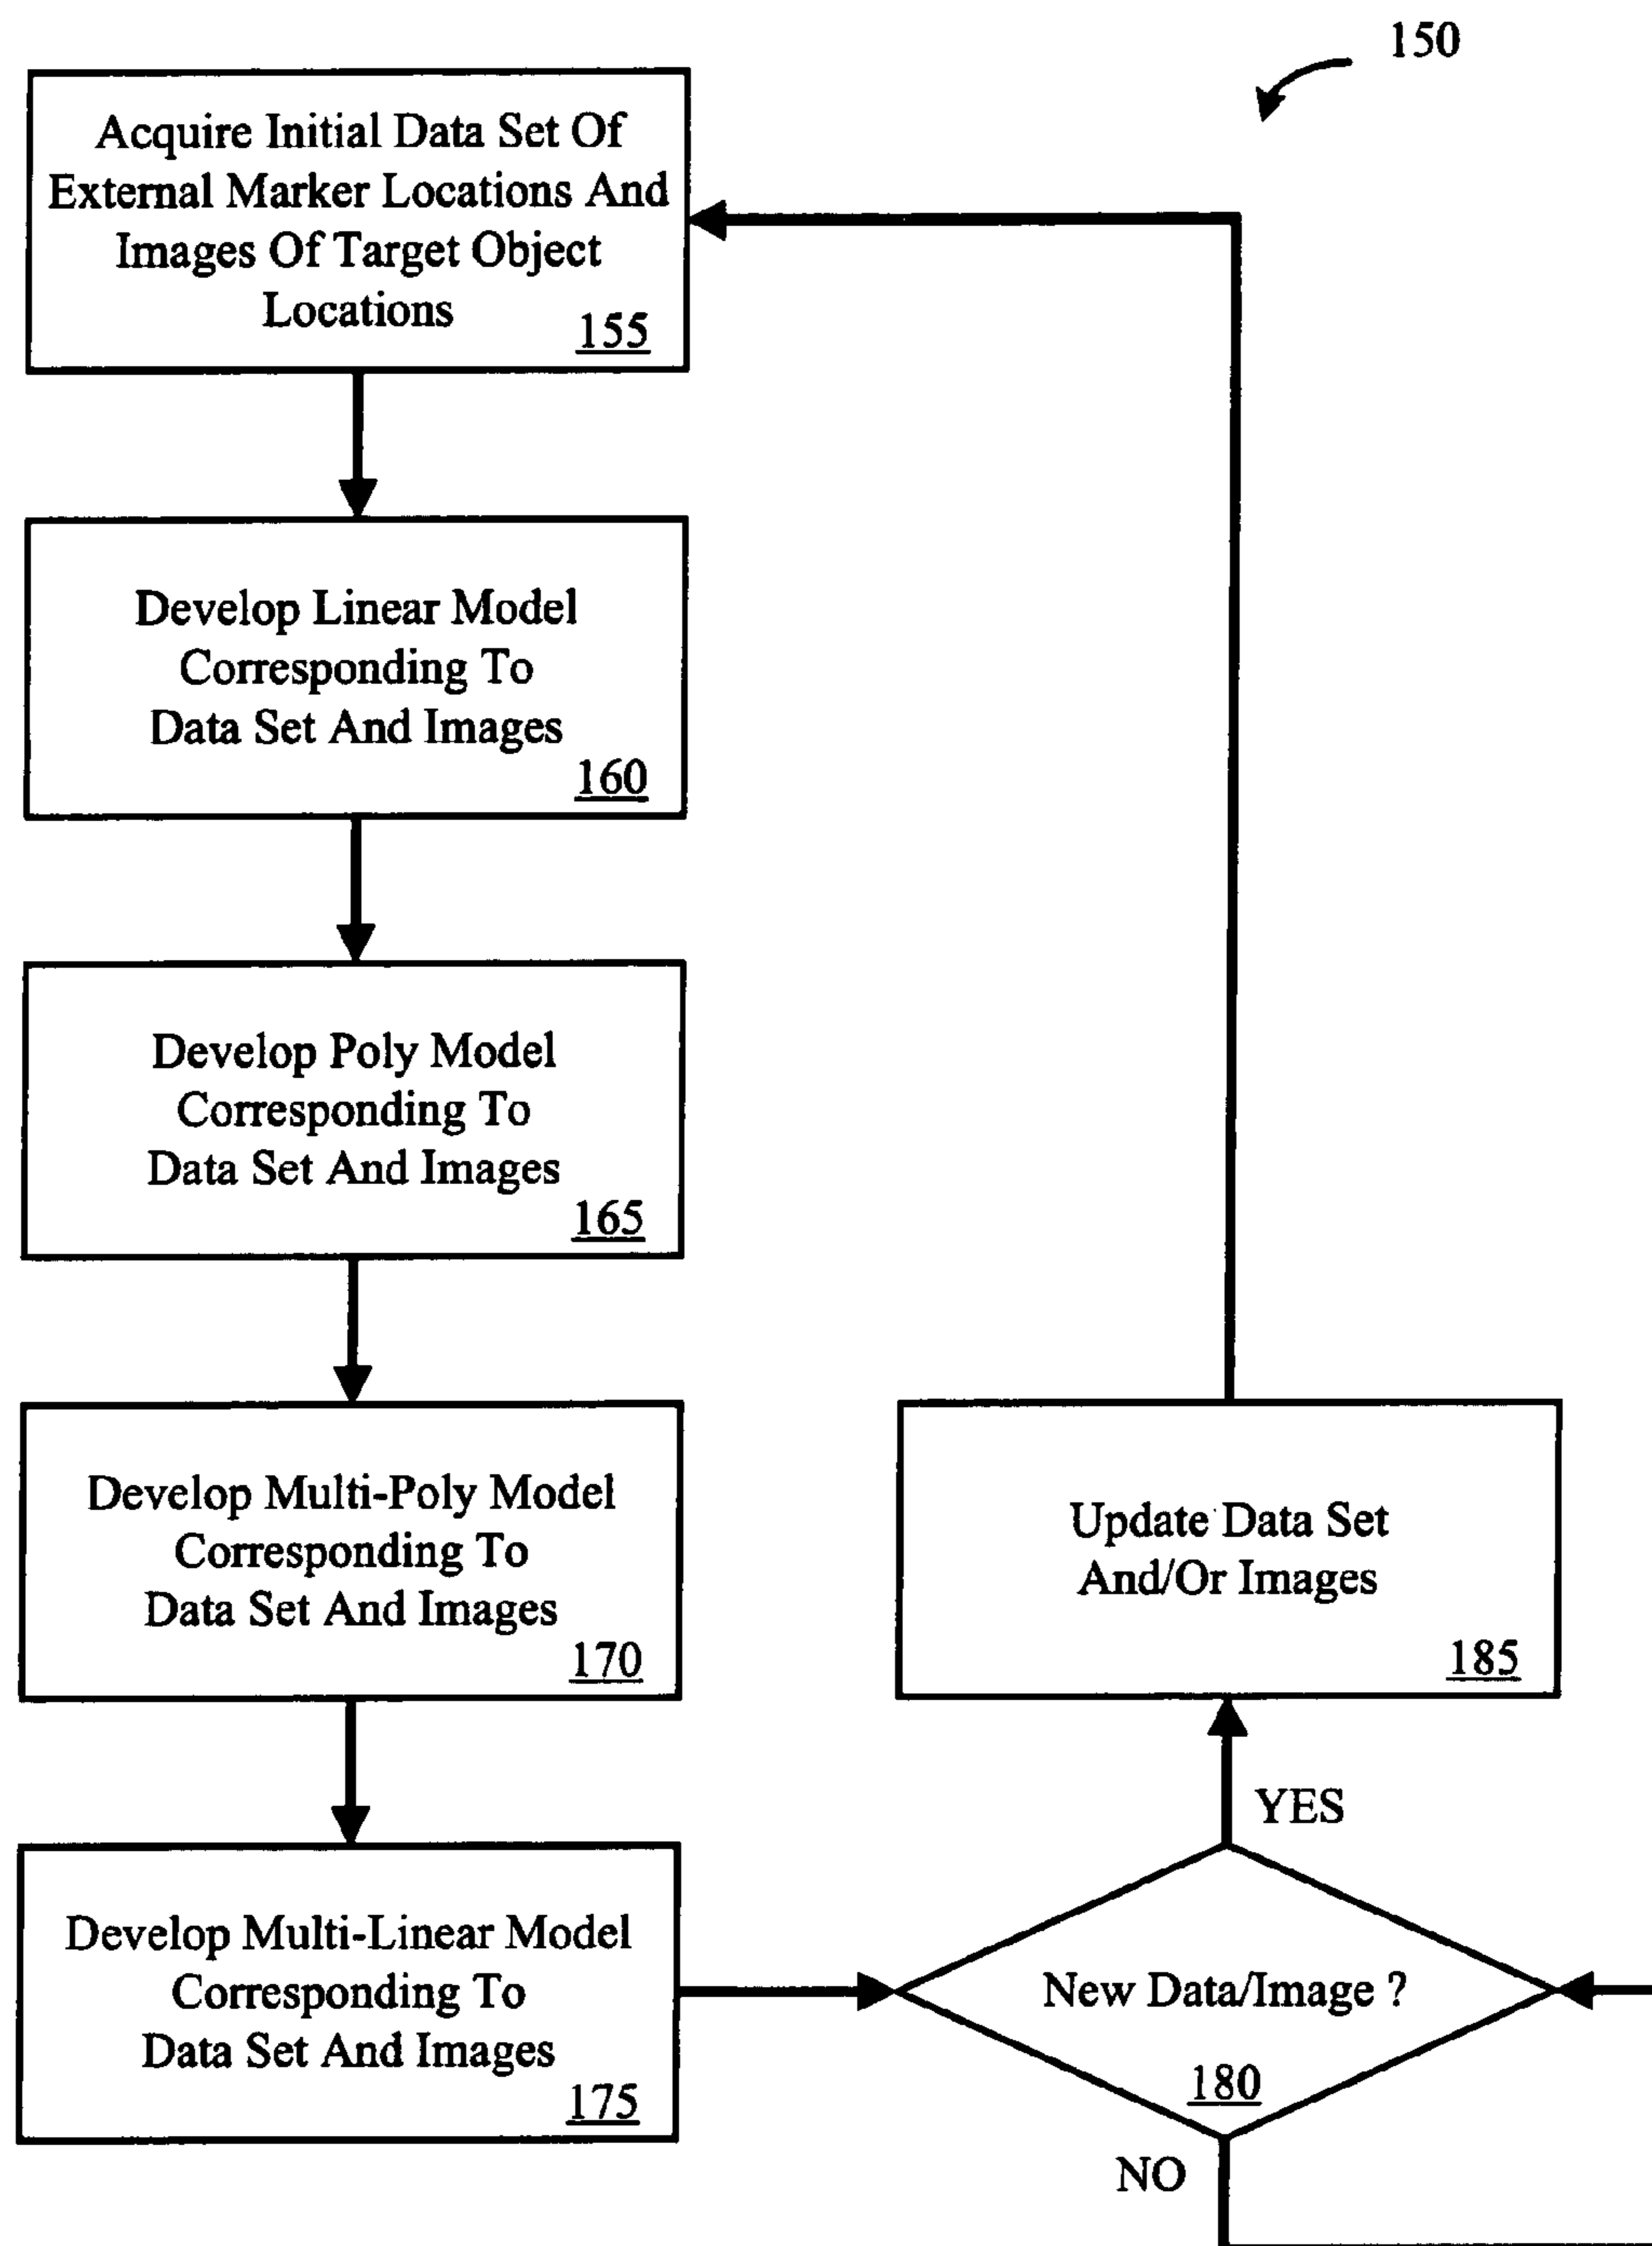 150
Acquire Initial Data Set Of
External Marker Locations And
Images Of Target Object
Locations
155
Develop Linear Model
Corresponding To
Data Set And Images
160
Develop Poly Model
Corresponding To
Data Set And Images
165
Develop Multi-Poly Model
Corresponding To
Data Set And Images
170
Update Data Set
And/Or Images
185
YES
Develop Multi-Linear Model
Corresponding To
Data Set And Images
175
New Data/Image ?
180
NO